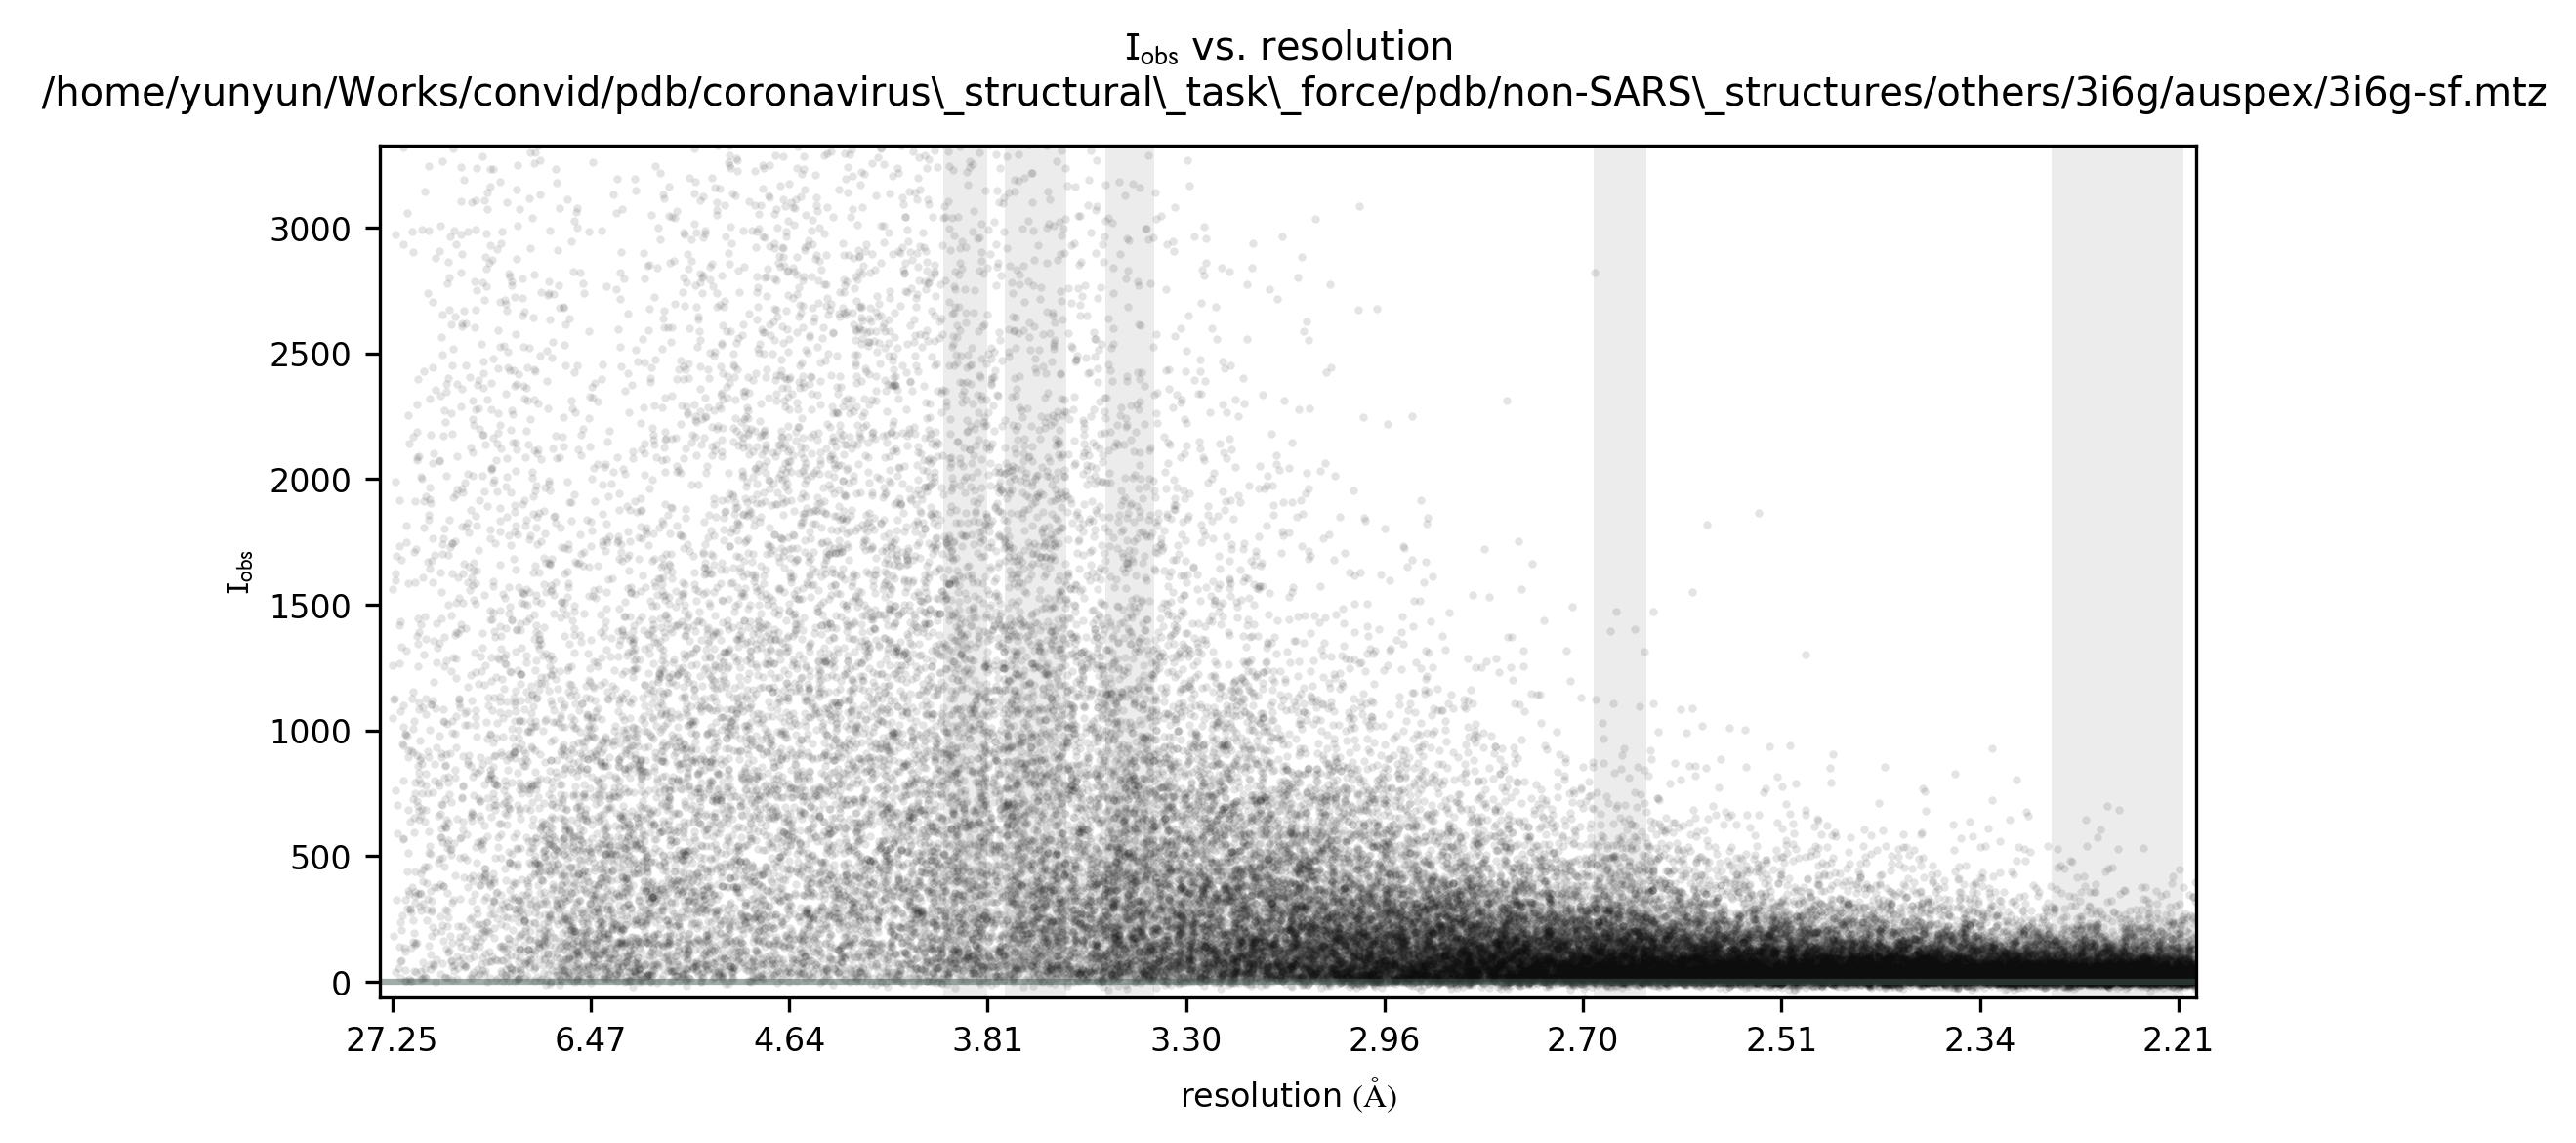 I_obs vs. resolution
/home/yunyun/Works/convid/pdb/coronavirus\_structural\_task\_force/pdb/non-SARS\_structures/others/3i6g/auspex/3i6g-sf.mtz
I_obs
3000
2500
2000
1500
1000
500
0
27.25 6.47 4.64 3.81 3.30 2.96 2.70 2.51 2.34 2.21
resolution (Å)